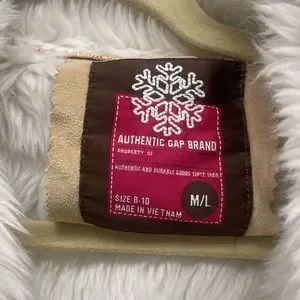 AUTHENTIC GAP BRAND
PROPERTY OF
AUTHENTIC AND DURABLE GOODS SINCE 1969
SIZE 8-10
MADE IN VIETNAM
M/L